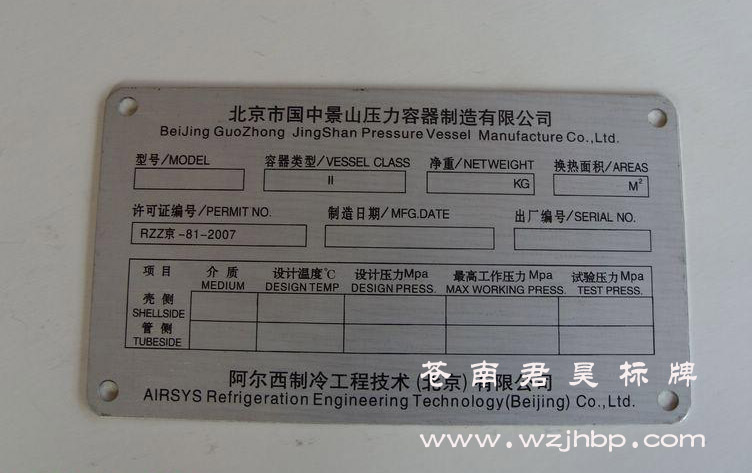 北京市国中景山压力容器制造有限公司
BeiJing GuoZhong JingShan Pressure Vessel Manufacture Co.,Ltd.
型号/MODEL 容器类型/VESSEL CLASS 净重/NETWEIGHT 换热面积/AREAS
II KG M²
许可证编号/PERMIT NO. 制造日期/MFG.DATE 出厂编号/SERIAL NO.
RZZ京-81-2007
项目 介质 设计温度℃ 设计压力Mpa 最高工作压力Mpa 试验压力Mpa
MEDIUM DESIGN TEMP DESIGN PRESS. MAX WORKING PRESS. TEST PRESS.
壳侧
SHELLSIDE
管侧
TUBESIDE
阿尔西制冷工程技术(北京)有限公司
AIRSYS Refrigeration Engineering Technology(Beijing) Co.,Ltd.
苍南君昊标牌
www.wzjhbp.com